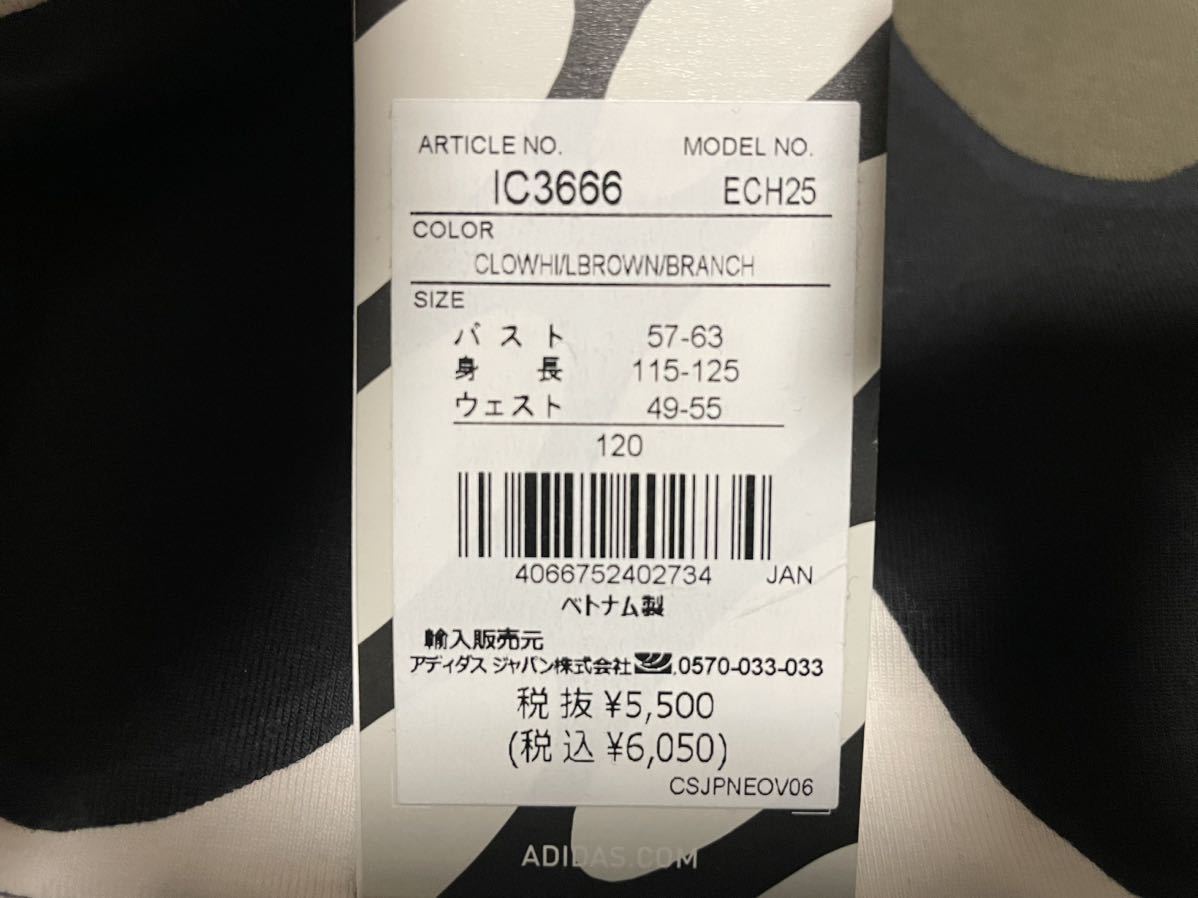 ARTICLE NO. MODEL NO.
IC3666 ECH25
COLOR
CLOWHI/LBROWN/BRANCH
SIZE
バスト 57-63
身長 115-125
ウェスト 49-55
120
4066752402734 JAN
ベトナム製
輸入販売元
アディダス ジャパン株式会社 0570-033-033
税抜 ¥5,500
(税込 ¥6,050)
CSJPNEOV06
ADIDAS.COM